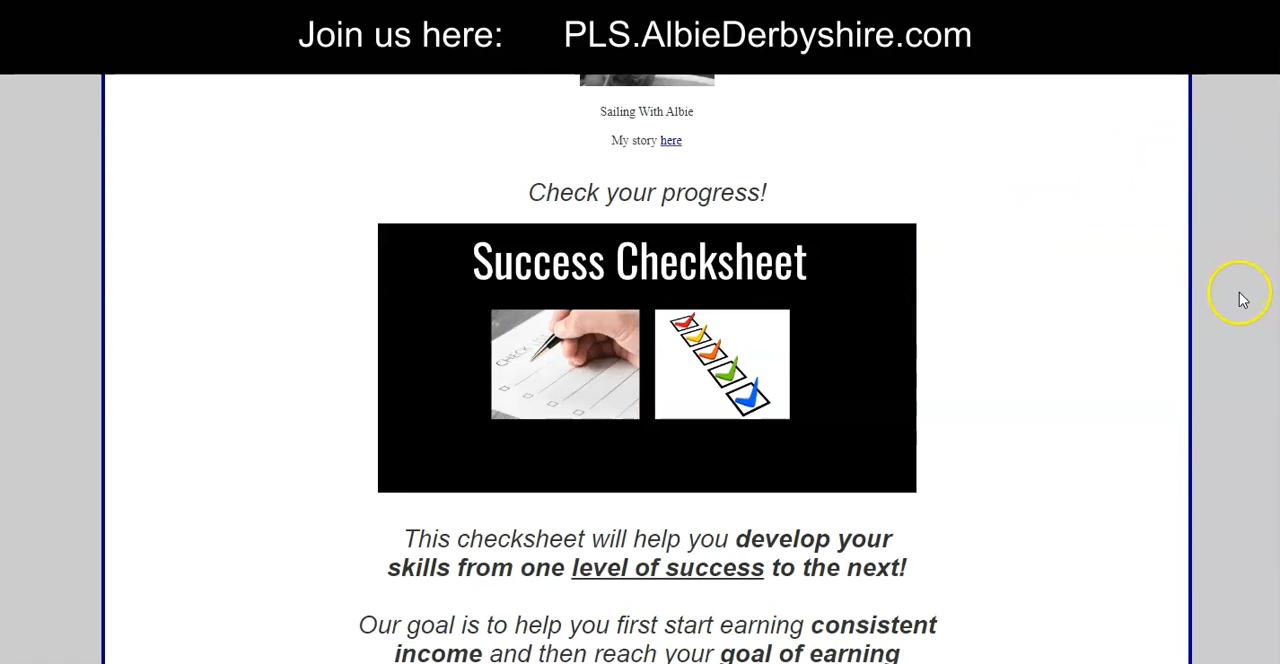 Join us here: PLS.AlbieDerbyshire.com
Sailing With Albie
My story here
Check your progress!
Success Checksheet
This checksheet will help you develop your
skills from one level of success to the next!
Our goal is to help you first start earning consistent
income and then reach your goal of earning